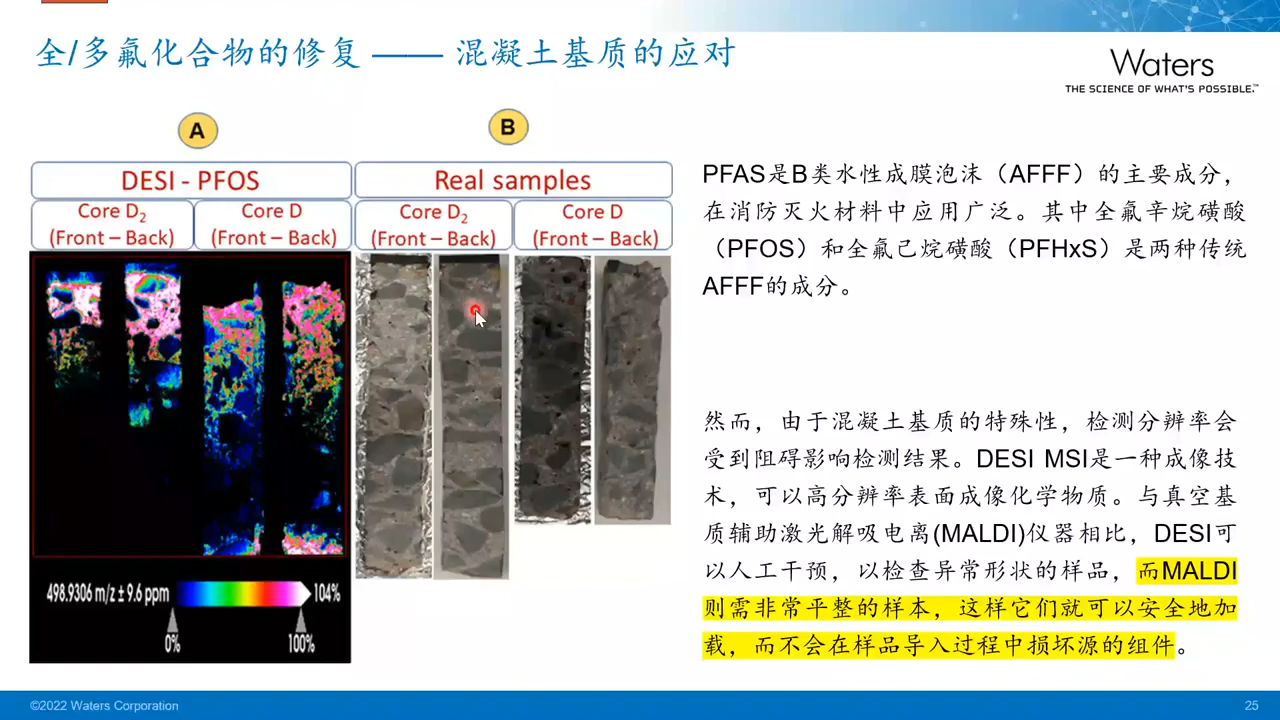 全/多氟化合物的修复 —— 混凝土基质的应对
Waters
THE SCIENCE OF WHAT'S POSSIBLE.™
A
B
DESI - PFOS
Real samples
Core D₂
(Front – Back)
Core D
(Front – Back)
Core D₂
(Front – Back)
Core D
(Front – Back)
498.9306 m/z ± 9.6 ppm
104%
0%
100%
PFAS是B类水性成膜泡沫（AFFF）的主要成分，
在消防灭火材料中应用广泛。其中全氟辛烷磺酸
（PFOS）和全氟己烷磺酸（PFHxS）是两种传统
AFFF的成分。
然而，由于混凝土基质的特殊性，检测分辨率会
受到阻碍影响检测结果。DESI MSI是一种成像技
术，可以高分辨率表面成像化学物质。与真空基
质辅助激光解吸电离(MALDI)仪器相比，DESI可
以人工干预，以检查异常形状的样品，而MALDI
则需非常平整的样本，这样它们就可以安全地加
载，而不会在样品导入过程中损坏源的组件。
©2022 Waters Corporation
25